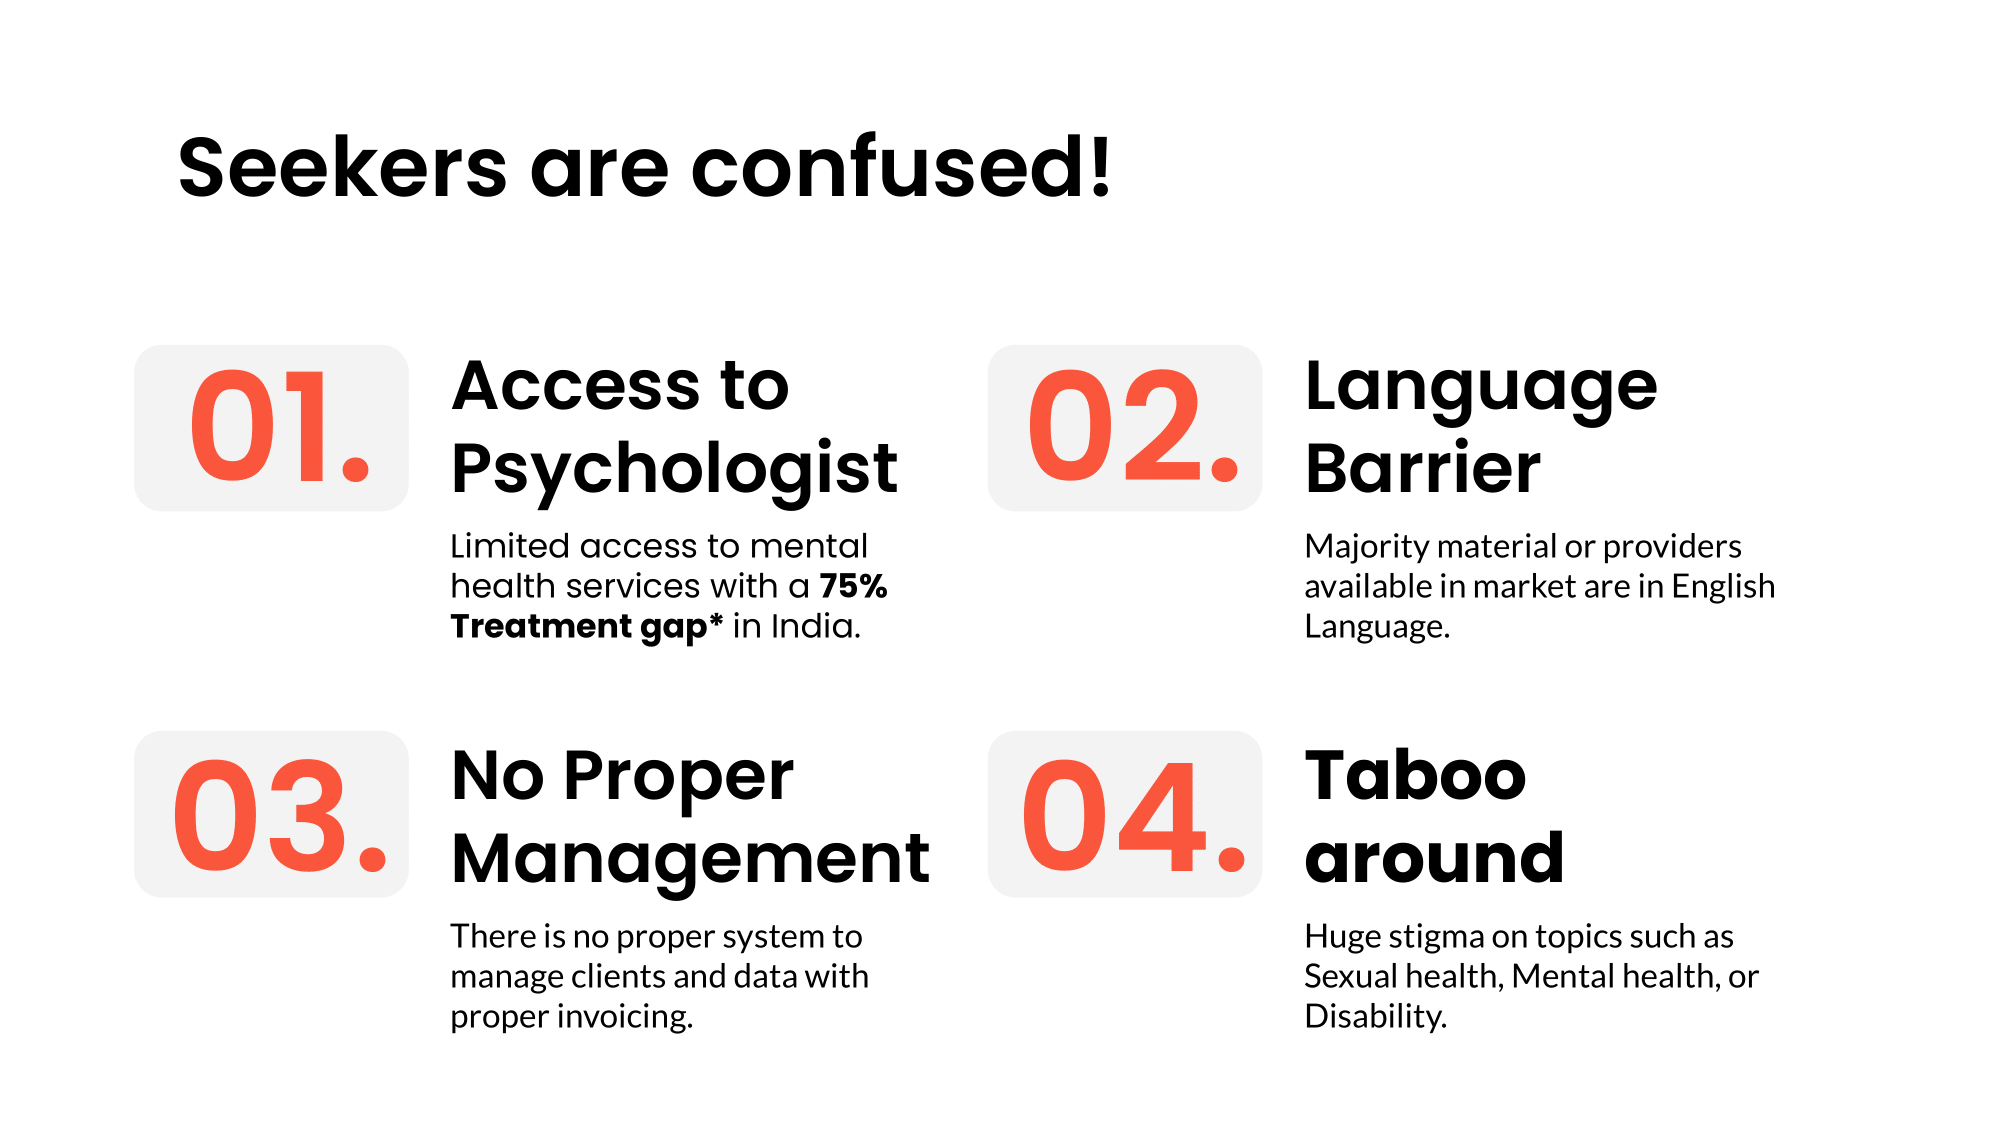 Seekers are confused!
01.
Access to
Psychologist
Limited access to mental
health services with a 75%
Treatment gap* in India.
02.
Language
Barrier
Majority material or providers
available in market are in English
Language.
03.
No Proper
Management
There is no proper system to
manage clients and data with
proper invoicing.
04.
Taboo
around
Huge stigma on topics such as
Sexual health, Mental health, or
Disability.